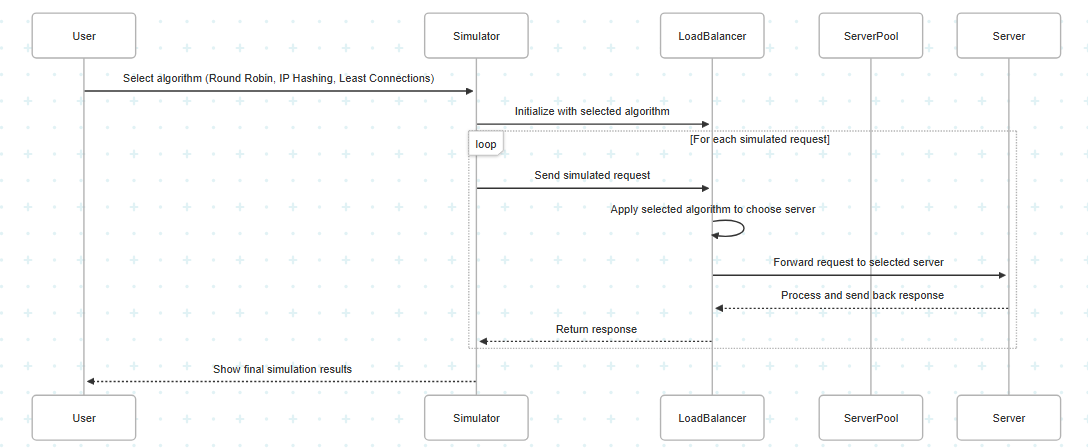 User
Simulator
LoadBalancer
ServerPool
Server
Select algorithm (Round Robin, IP Hashing, Least Connections)
Initialize with selected algorithm
loop
[For each simulated request]
Send simulated request
Apply selected algorithm to choose server
Forward request to selected server
Process and send back response
Return response
Show final simulation results
User
Simulator
LoadBalancer
ServerPool
Server